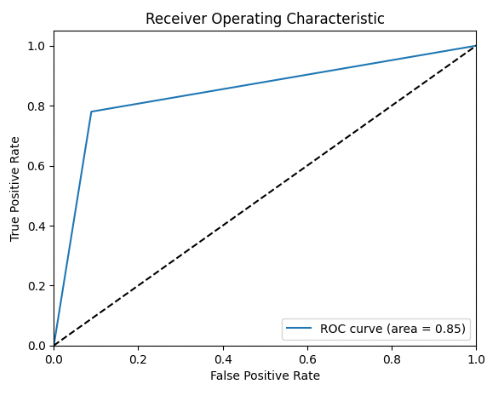 Receiver Operating Characteristic
1.0
0.8
0.6
0.4
0.2
0.0
True Positive Rate
ROC curve (area = 0.85)
0.0 0.2 0.4 0.6 0.8 1.0
False Positive Rate